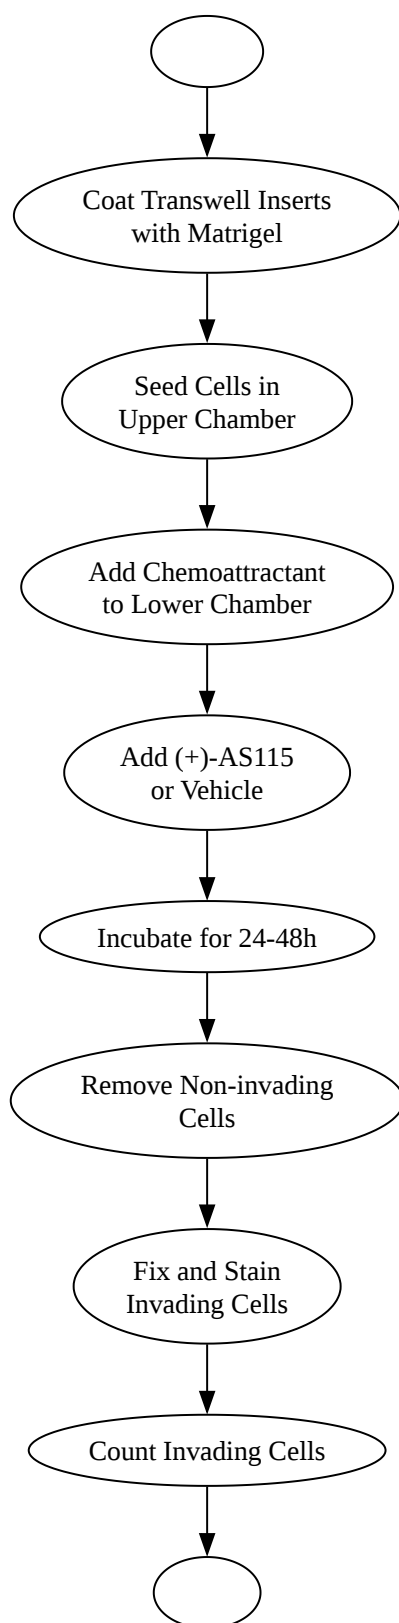 Coat Transwell Inserts
with Matrigel
Seed Cells in
Upper Chamber
Add Chemoattractant
to Lower Chamber
Add (+)-AS115
or Vehicle
Incubate for 24-48h
Remove Non-invading
Cells
Fix and Stain
Invading Cells
Count Invading Cells